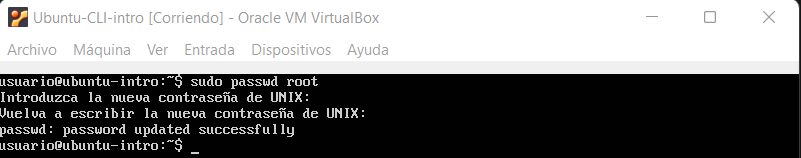 Ubuntu-CLI-intro [Corriendo] - Oracle VM VirtualBox
Archivo Máquina Ver Entrada Dispositivos Ayuda
usuario@ubuntu-intro:~$ sudo passwd root
Introduzca la nueva contraseña de UNIX:
Vuelva a escribir la nueva contraseña de UNIX:
passwd: password updated successfully
usuario@ubuntu-intro:~$ _